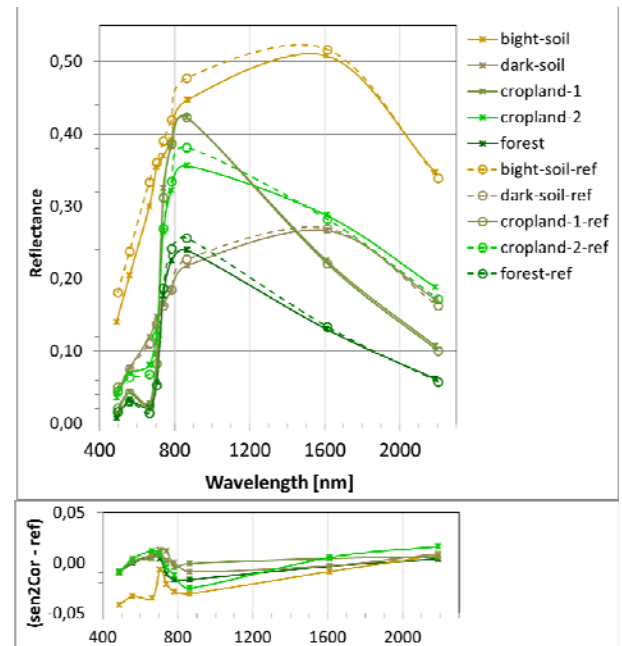 0,50
0,40
0,30
0,20
0,10
0,00
Reflectance
400 800 1200 1600 2000
Wavelength [nm]
bight-soil
dark-soil
cropland-1
cropland-2
forest
bight-soil-ref
dark-soil-ref
cropland-1-ref
cropland-2-ref
forest-ref
0,05
0,00
-0,05
(sen2Cor - ref)
400 800 1200 1600 2000